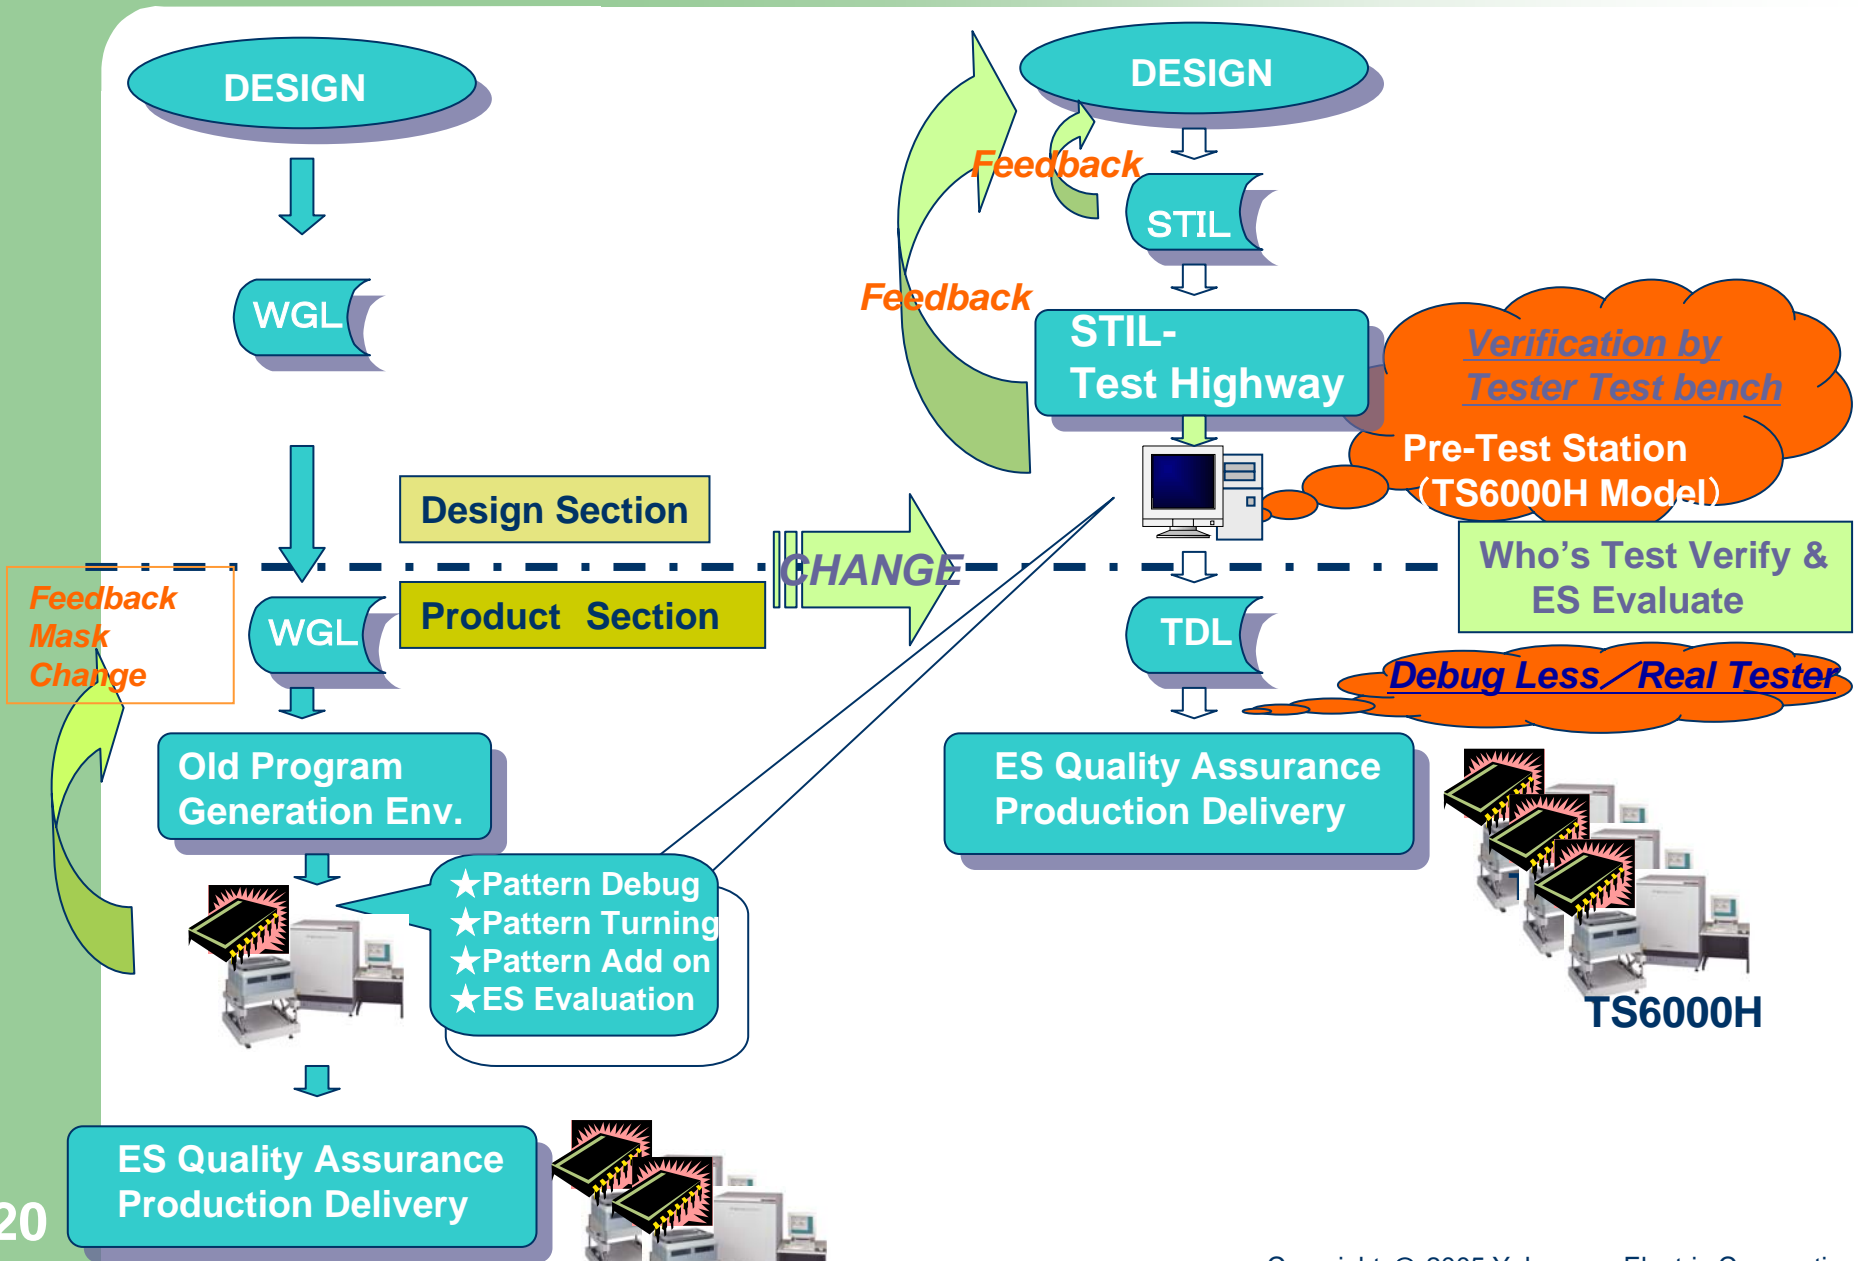 DESIGN
WGL
Design Section
Product Section
Feedback
Mask
Change
WGL
Old Program
Generation Env.
★Pattern Debug
★Pattern Turning
★Pattern Add on
★ES Evaluation
ES Quality Assurance
Production Delivery
20
CHANGE
DESIGN
Feedback
STIL
Feedback
STIL-
Test Highway
Verification by
Tester Test bench
Pre-Test Station
（TS6000H Model）
Who's Test Verify &
ES Evaluate
TDL
Debug Less／Real Tester
ES Quality Assurance
Production Delivery
TS6000H